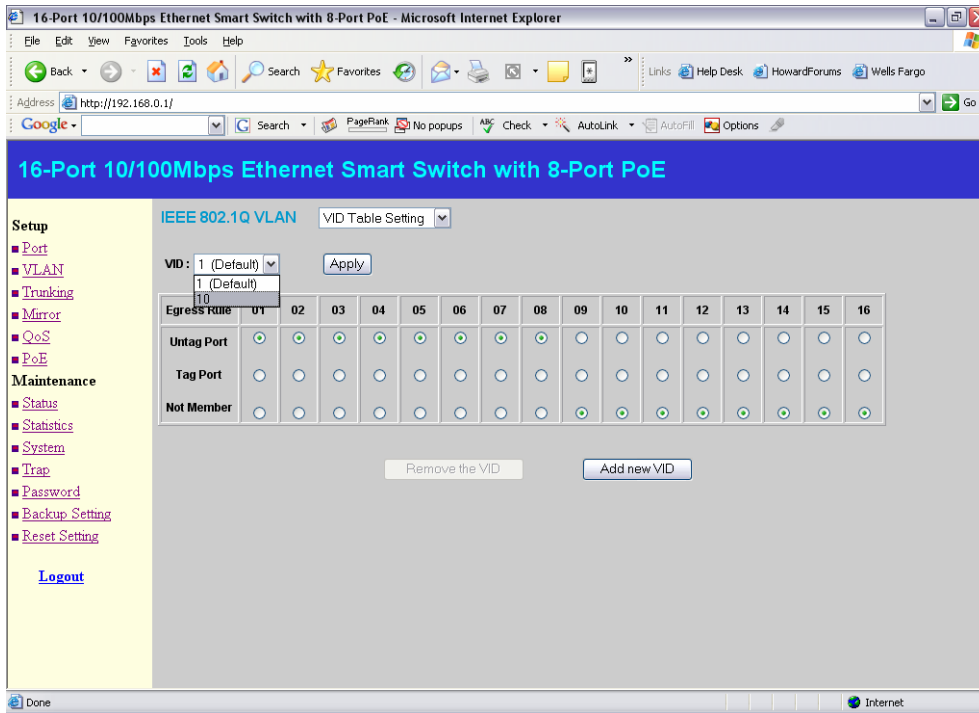 16-Port 10/100Mbps Ethernet Smart Switch with 8-Port PoE - Microsoft Internet Explorer
File Edit View Favorites Tools Help
Back Search Favorites » Links Help Desk HowardForums Wells Fargo
Address http://192.168.0.1/ Go
Google Search PageRank No popups ABC Check AutoLink AutoFill Options
16-Port 10/100Mbps Ethernet Smart Switch with 8-Port PoE
Setup
Port
VLAN
Trunking
Mirror
QoS
PoE
Maintenance
Status
Statistics
System
Trap
Password
Backup Setting
Reset Setting
Logout
IEEE 802.1Q VLAN VID Table Setting
VID : 1 (Default) Apply
1 (Default)
10
Egress Rule 01 02 03 04 05 06 07 08 09 10 11 12 13 14 15 16
Untag Port
Tag Port
Not Member
Remove the VID Add new VID
Done Internet